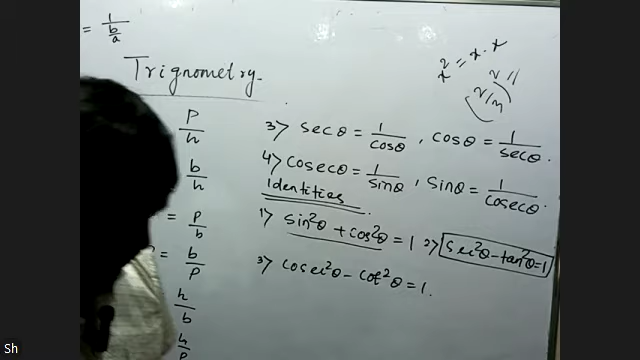 = 1/(b/a)
x² = x · x
Trignometry
P/h
3> secθ = 1/cosθ , cosθ = 1/secθ .
b/h
4> Cosecθ = 1/sinθ , sinθ = 1/cosecθ .
Identities
= P/b
1> sin²θ + cos²θ = 1 2> sec²θ - tan²θ = 1
= b/P
3> cosec²θ - cot²θ = 1 .
h/b
h/P
Sh